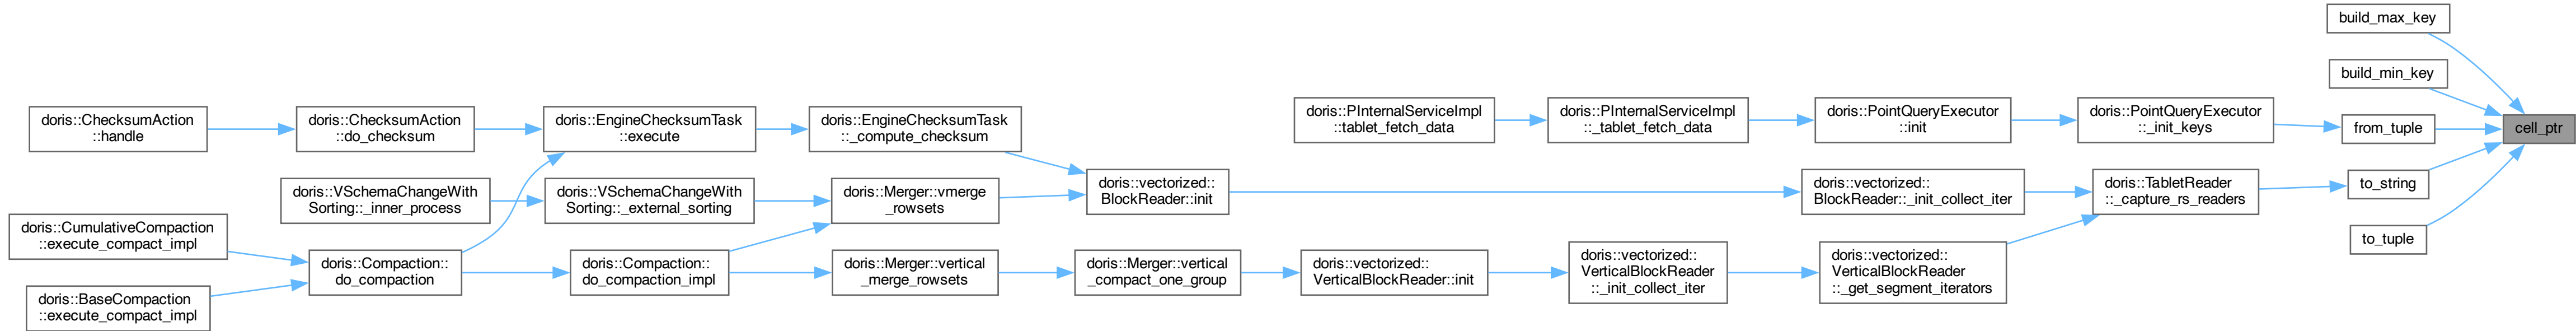 build_max_key
build_min_key
doris::ChecksumAction
::handle
doris::ChecksumAction
::do_checksum
doris::EngineChecksumTask
::execute
doris::EngineChecksumTask
::_compute_checksum
doris::PInternalServiceImpl
::tablet_fetch_data
doris::PInternalServiceImpl
::_tablet_fetch_data
doris::PointQueryExecutor
::init
doris::PointQueryExecutor
::_init_keys
from_tuple
cell_ptr
doris::VSchemaChangeWith
Sorting::_inner_process
doris::VSchemaChangeWith
Sorting::_external_sorting
doris::Merger::vmerge
_rowsets
doris::vectorized::
BlockReader::init
doris::vectorized::
BlockReader::_init_collect_iter
doris::TabletReader
::_capture_rs_readers
to_string
doris::CumulativeCompaction
::execute_compact_impl
to_tuple
doris::Compaction::
do_compaction
doris::Compaction::
do_compaction_impl
doris::Merger::vertical
_merge_rowsets
doris::Merger::vertical
_compact_one_group
doris::vectorized::
VerticalBlockReader::init
doris::vectorized::
VerticalBlockReader
::_init_collect_iter
doris::vectorized::
VerticalBlockReader
::_get_segment_iterators
doris::BaseCompaction
::execute_compact_impl